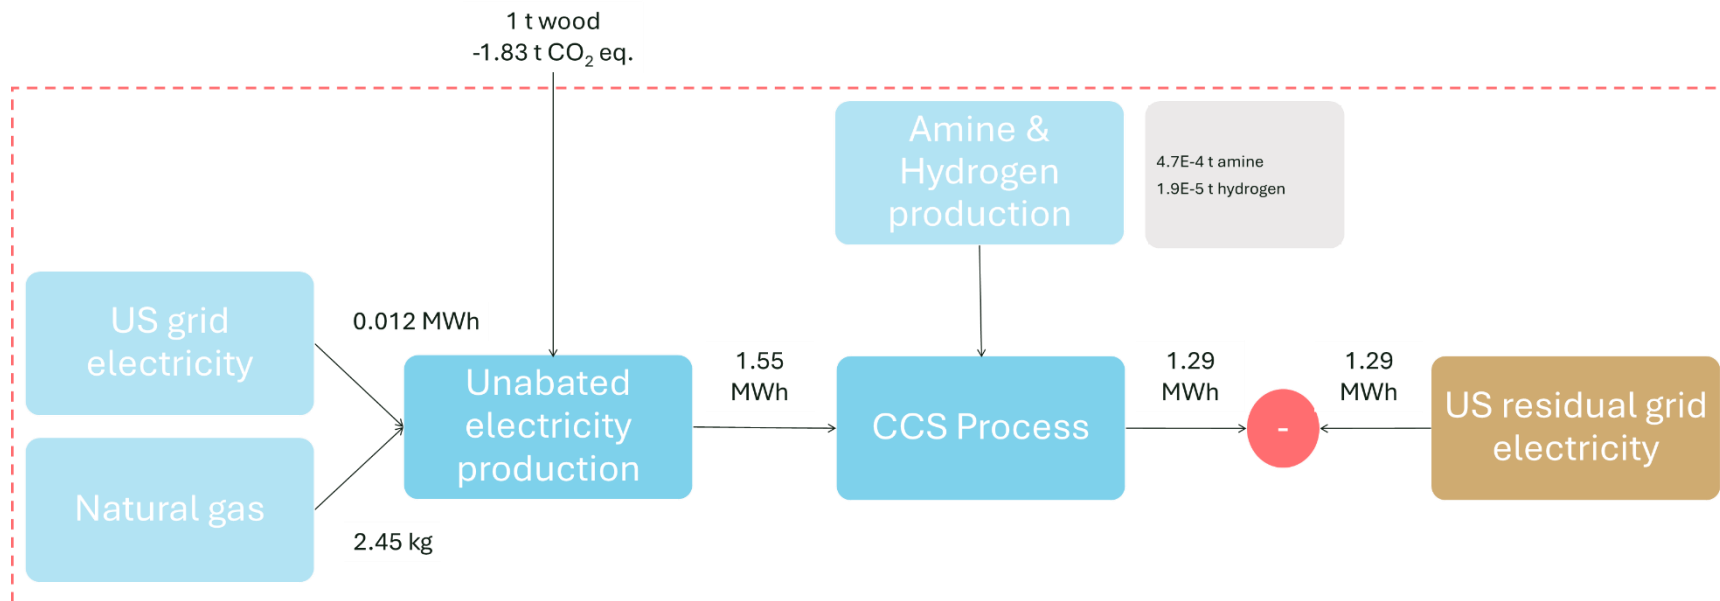 1 t wood
-1.83 t CO₂ eq.
Amine &
Hydrogen
production
4.7E-4 t amine
1.9E-5 t hydrogen
US grid
electricity
0.012 MWh
Natural gas
2.45 kg
Unabated
electricity
production
1.55
MWh
CCS Process
1.29
MWh
-
1.29
MWh
US residual grid
electricity